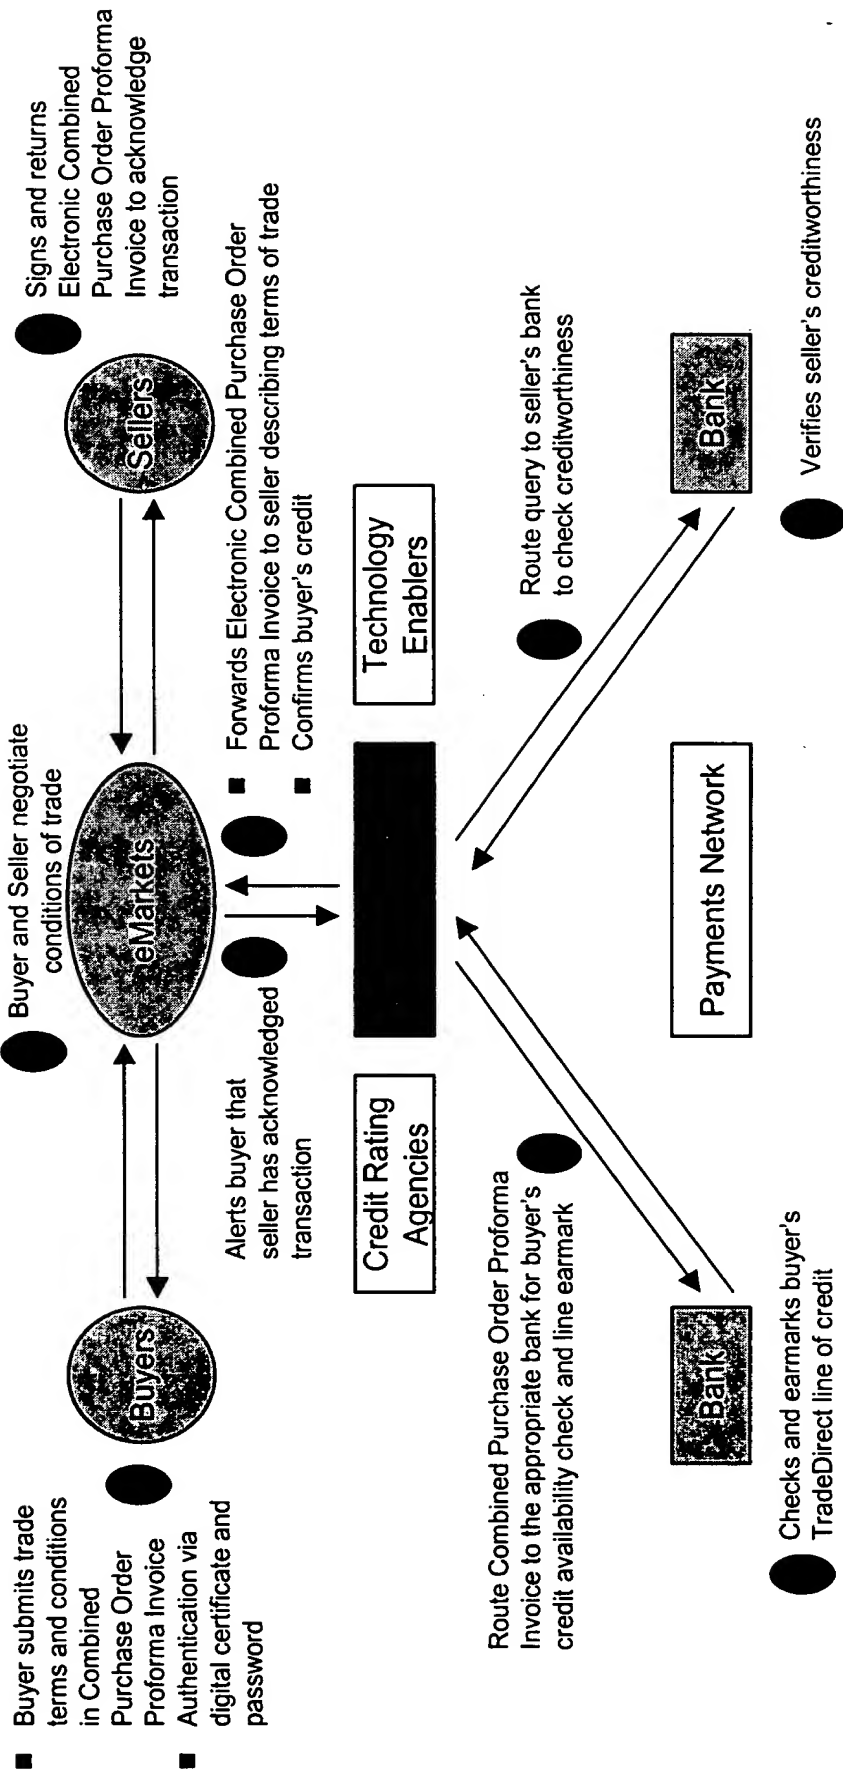 Buyer and Seller negotiate
conditions of trade
■ Buyer submits trade
terms and conditions
in Combined
Purchase Order
Proforma Invoice
■ Authentication via
digital certificate and
password
Buyers
eMarkets
Sellers
Signs and returns
Electronic Combined
Purchase Order Proforma
Invoice to acknowledge
transaction
Alerts buyer that
seller has acknowledged
transaction
■ Forwards Electronic Combined Purchase Order
Proforma Invoice to seller describing terms of trade
■ Confirms buyer's credit
Credit Rating
Agencies
Technology
Enablers
Route Combined Purchase Order Proforma
Invoice to the appropriate bank for buyer's
credit availability check and line earmark
Route query to seller's bank
to check creditworthiness
Bank
Payments Network
Bank
Checks and earmarks buyer's
TradeDirect line of credit
Verifies seller's creditworthiness